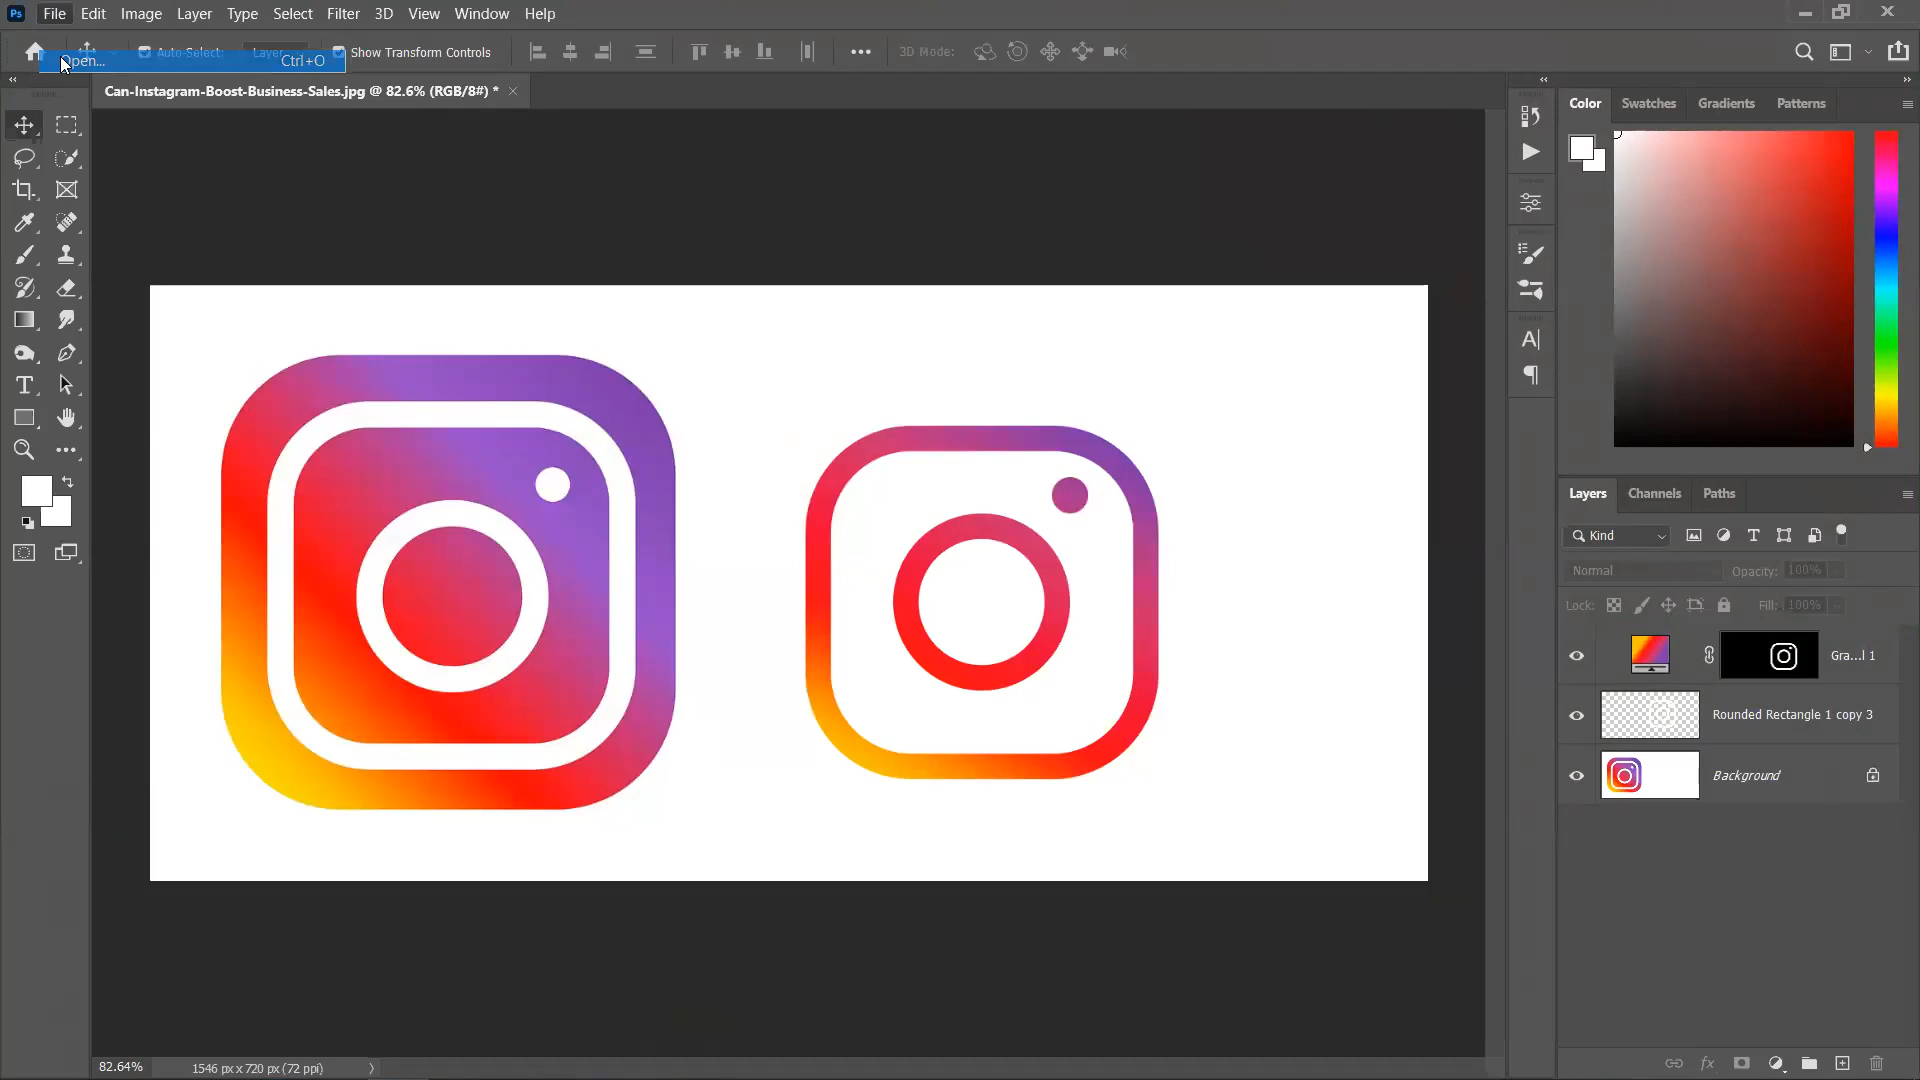 Ps File Edit Image Layer Type Select Filter 3D View Window Help
Auto-Select: Layer Show Transform Controls 3D Mode:
Open... Ctrl+O
Can-Instagram-Boost-Business-Sales.jpg @ 82.6% (RGB/8#) *
Color Swatches Gradients Patterns
Layers Channels Paths
Kind
Normal Opacity: 100%
Lock: Fill: 100%
Gra...l 1
Rounded Rectangle 1 copy 3
Background
82.64% 1546 px x 720 px (72 ppi)